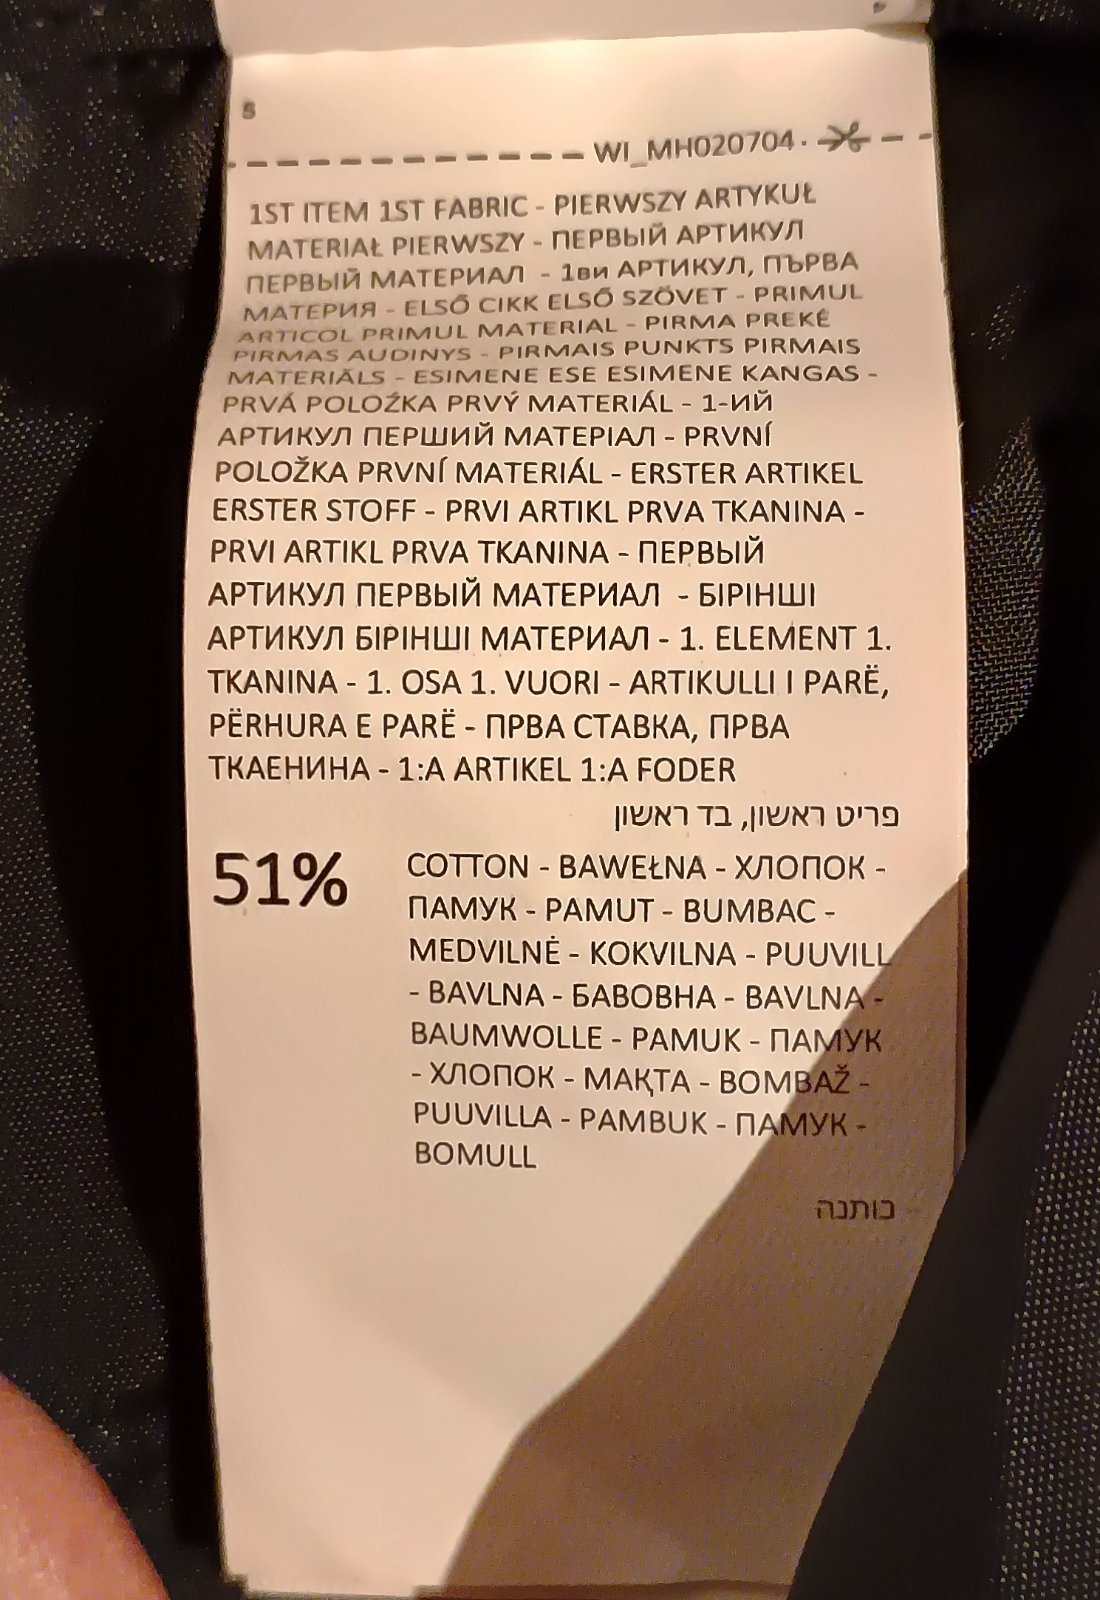 5
WI_MH020704
1ST ITEM 1ST FABRIC - PIERWSZY ARTYKUŁ
MATERIAŁ PIERWSZY - ПЕРВЫЙ АРТИКУЛ
ПЕРВЫЙ МАТЕРИАЛ - 1ви АРТИКУЛ, ПЪРВА
МАТЕРИЯ - ELSŐ CIKK ELSŐ SZÖVET - PRIMUL
ARTICOL PRIMUL MATERIAL - PIRMA PREKĖ
PIRMAS AUDINYS - PIRMAIS PUNKTS PIRMAIS
MATERIĀLS - ESIMENE ESE ESIMENE KANGAS -
PRVÁ POLOŽKA PRVÝ MATERIÁL - 1-ИЙ
АРТИКУЛ ПЕРШИЙ МАТЕРІАЛ - PRVNÍ
POLOŽKA PRVNÍ MATERIÁL - ERSTER ARTIKEL
ERSTER STOFF - PRVI ARTIKL PRVA TKANINA -
PRVI ARTIKL PRVA TKANINA - ПЕРВЫЙ
АРТИКУЛ ПЕРВЫЙ МАТЕРИАЛ - БІРІНШІ
АРТИКУЛ БІРІНШІ МАТЕРИАЛ - 1. ELEMENT 1.
TKANINA - 1. OSA 1. VUORI - ARTIKULLI I PARË,
PËRHURA E PARË - ПРВА СТАВКА, ПРВА
ТКАЕНИНА - 1:A ARTIKEL 1:A FODER
פריט ראשון, בד ראשון
51% COTTON - BAWEŁNA - ХЛОПОК -
ПАМУК - PAMUT - BUMBAC -
MEDVILNĖ - KOKVILNA - PUUVILL
- BAVLNA - БАВОВНА - BAVLNA -
BAUMWOLLE - PAMUK - ПАМУК
- ХЛОПОК - МАҚТА - BOMBAŽ -
PUUVILLA - PAMBUK - ПАМУК -
BOMULL
כותנה